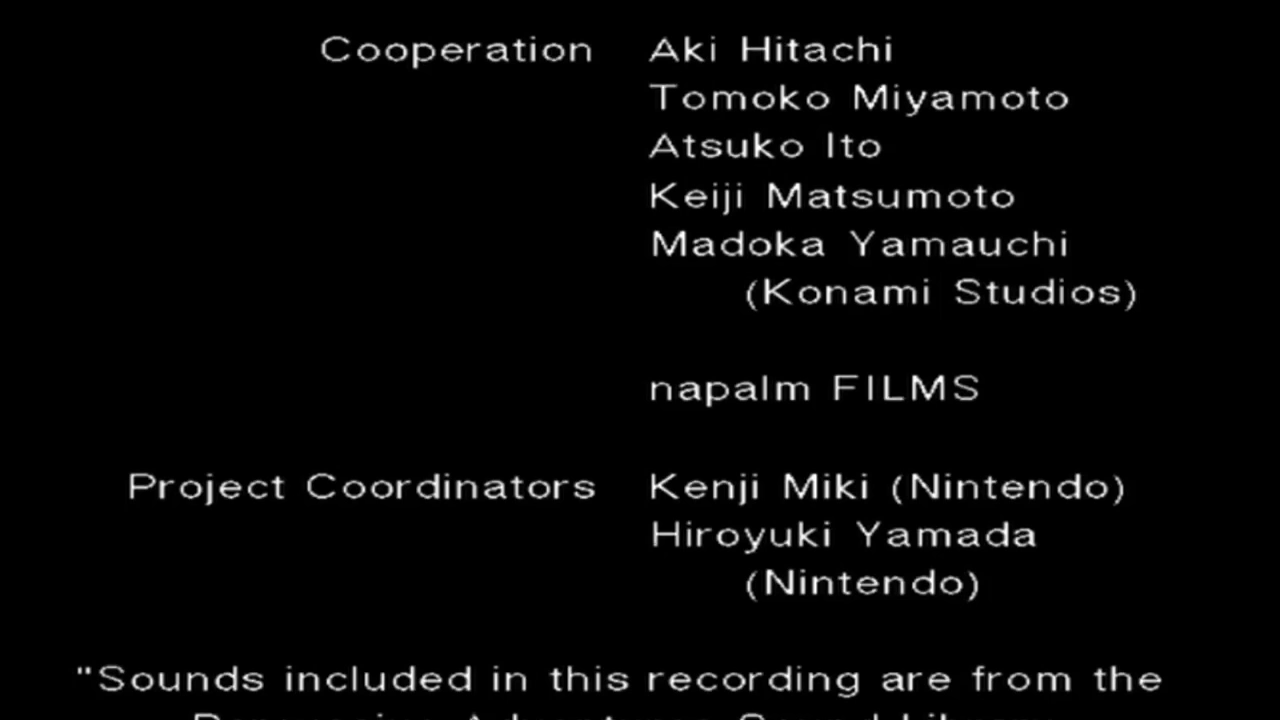 Cooperation Aki Hitachi
Tomoko Miyamoto
Atsuko Ito
Keiji Matsumoto
Madoka Yamauchi
(Konami Studios)
napalm FILMS
Project Coordinators Kenji Miki (Nintendo)
Hiroyuki Yamada
(Nintendo)
"Sounds included in this recording are from the